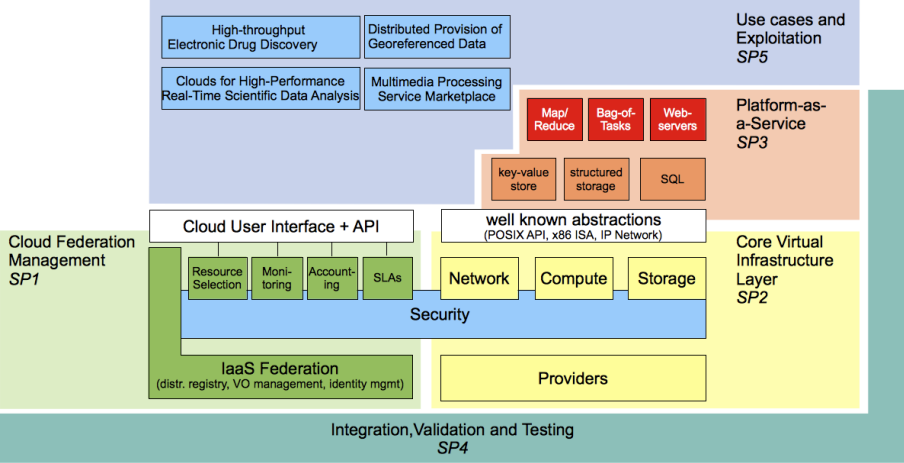 High-throughput
Electronic Drug Discovery
Distributed Provision of
Georeferenced Data
Clouds for High-Performance
Real-Time Scientific Data Analysis
Multimedia Processing
Service Marketplace
Use cases and
Exploitation
SP5
Map/
Reduce
Bag-of-
Tasks
Web-
servers
Platform-as-
a-Service
SP3
key-value
store
structured
storage
SQL
Cloud User Interface + API
well known abstractions
(POSIX API, x86 ISA, IP Network)
Cloud Federation
Management
SP1
Resource
Selection
Moni-
toring
Account-
ing
SLAs
Network
Compute
Storage
Core Virtual
Infrastructure
Layer
SP2
Security
IaaS Federation
(distr. registry, VO management, identity mgmt)
Providers
Integration,Validation and Testing
SP4